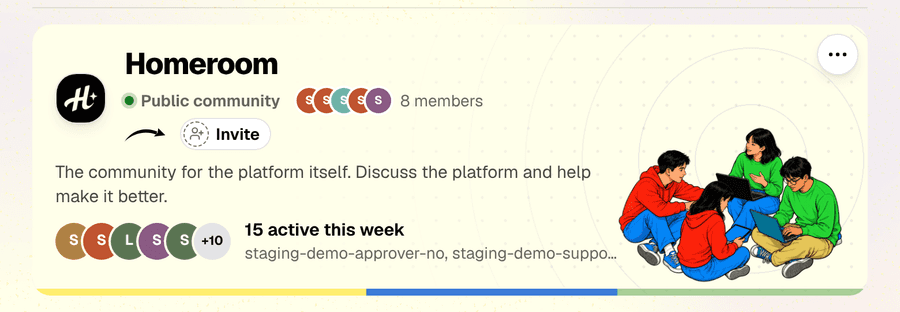 Homeroom
H
Public community
S S S S S 8 members
Invite
The community for the platform itself. Discuss the platform and help
make it better.
S S L S S +10
15 active this week
staging-demo-approver-no, staging-demo-suppo...